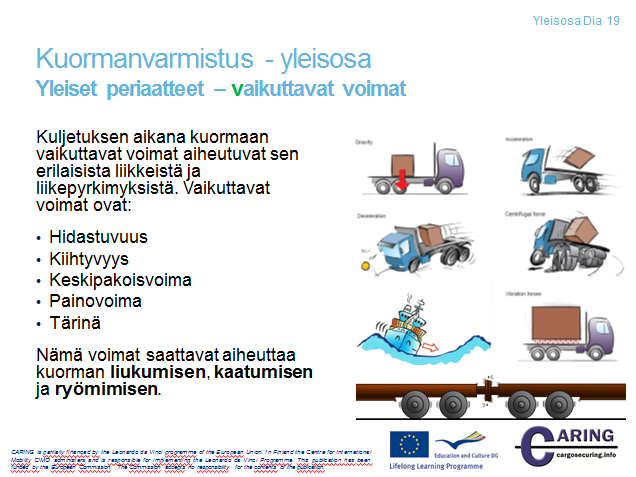 Yleisosa Dia 19
Kuormanvarmistus - yleisosa
Yleiset periaatteet – vaikuttavat voimat
Kuljetuksen aikana kuormaan
vaikuttavat voimat aiheutuvat sen
erilaisista liikkeistä ja
liikepyrkimyksistä. Vaikuttavat
voimat ovat:
• Hidastuvuus
• Kiihtyvyys
• Keskipakoisvoima
• Painovoima
• Tärinä
Nämä voimat saattavat aiheuttaa
kuorman liukumisen, kaatumisen
ja ryömimisen.
Gravity
Acceleration
Deceleration
Centrifugal force
Vibration forces
CARING is partially financed by the Leonardo da Vinci programme of the European Union. In Finland the Centre for International
Mobility CIMO administers and is responsible for implementing the Leonardo da Vinci Programme. This publication has been
funded by the European Commission. The Commission accepts no responsibility for the contents of the publication.
Education and Culture DG
Lifelong Learning Programme
CARING
cargosecuring.info